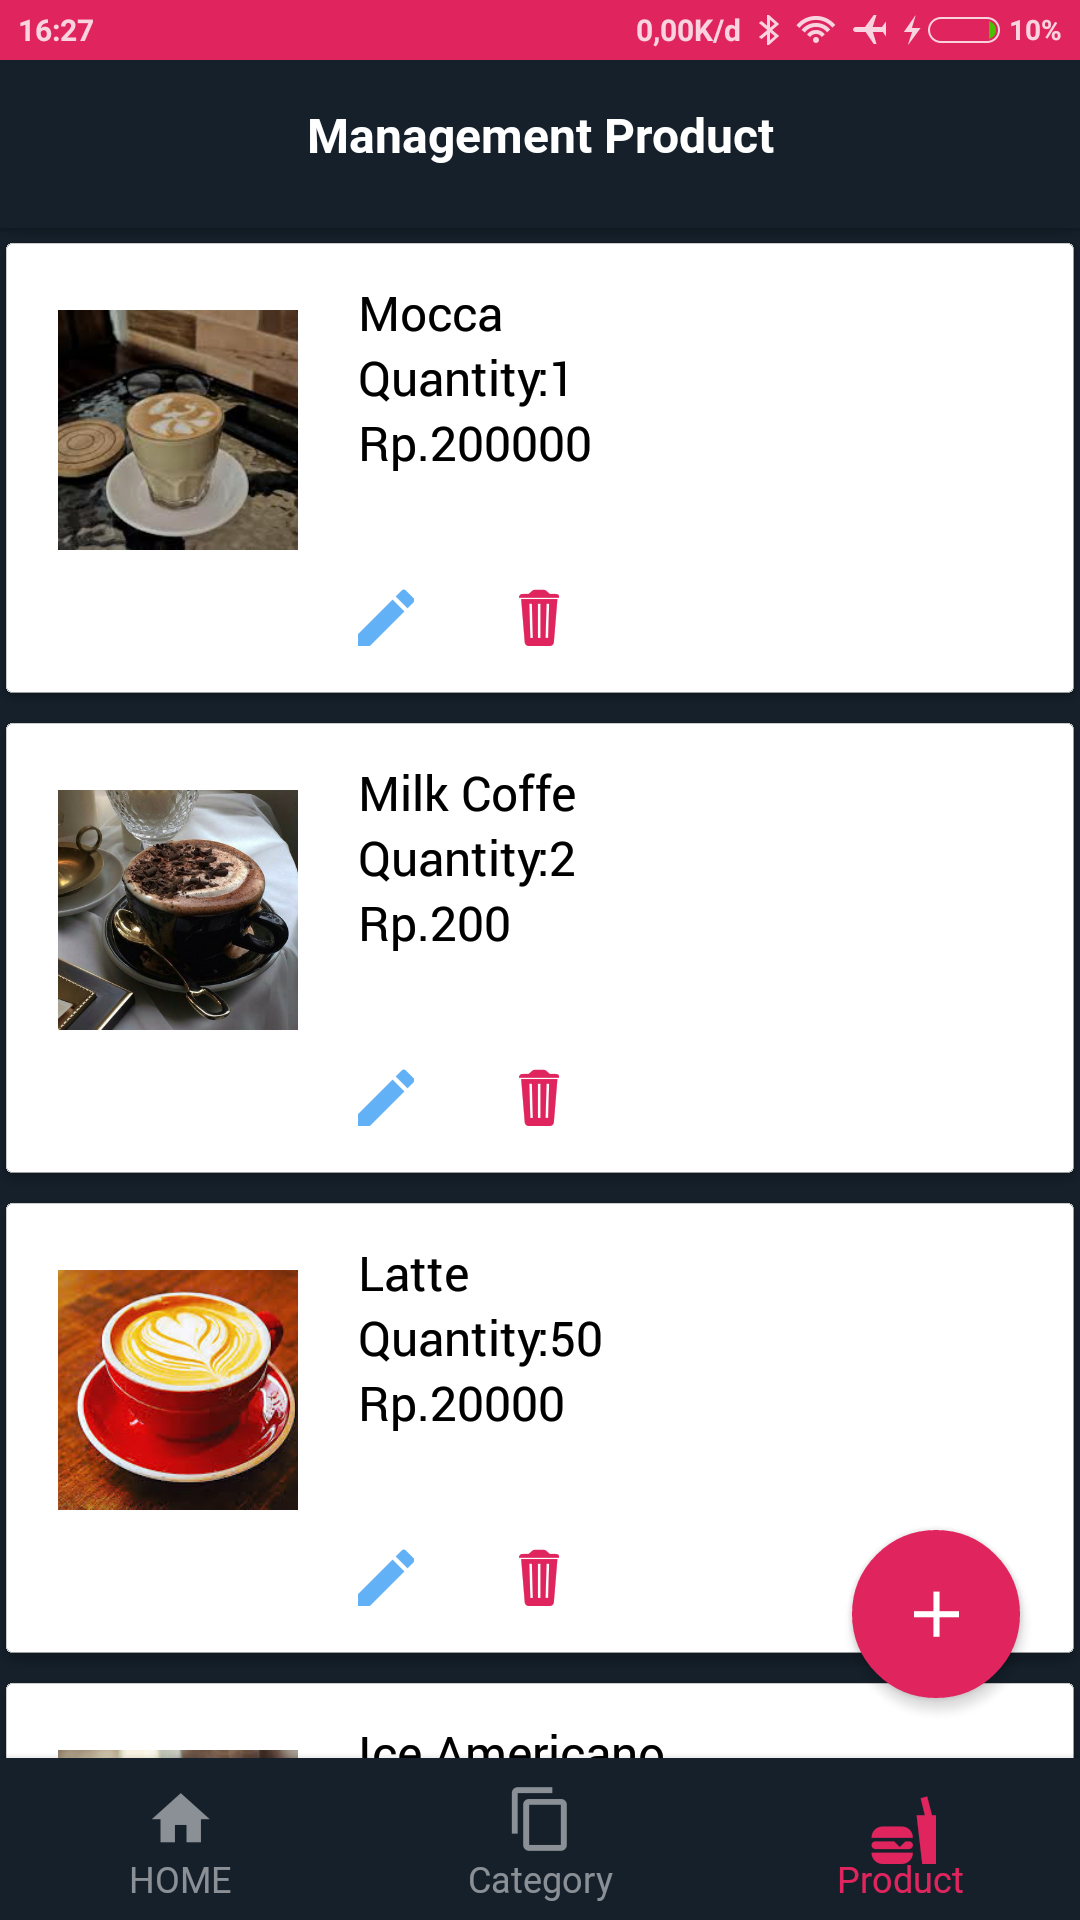 16:27 0,00K/d 10%
Management Product
Mocca
Quantity:1
Rp.200000
Milk Coffe
Quantity:2
Rp.200
Latte
Quantity:50
Rp.20000
Ice Americano
HOME Category Product